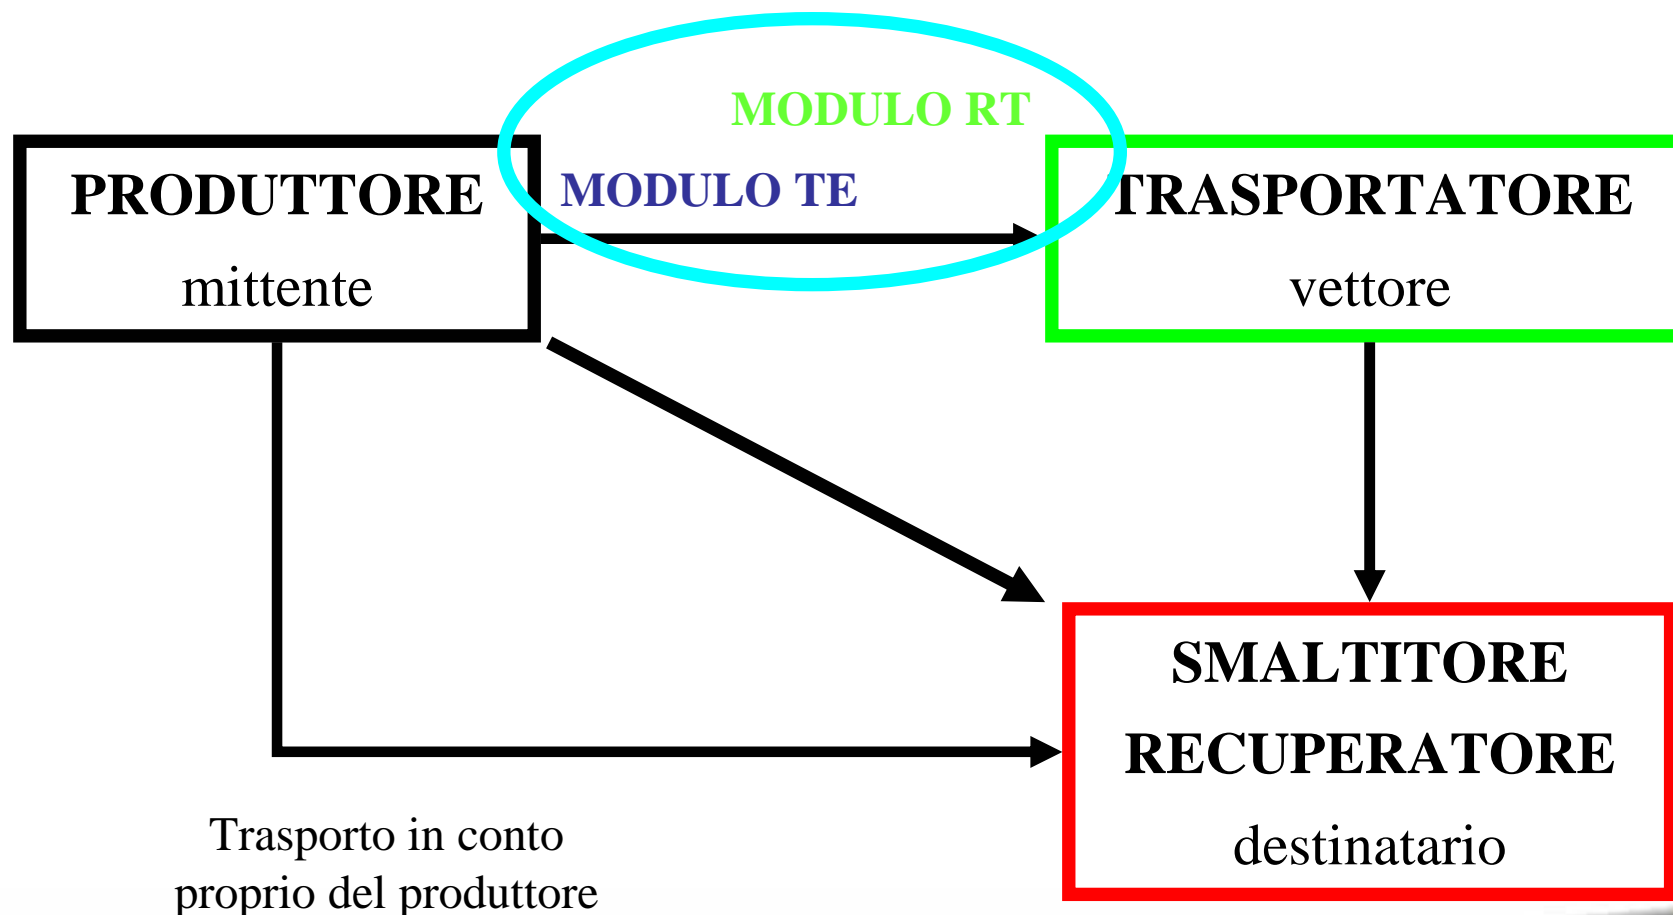 MODULO RT
PRODUTTORE
mittente
MODULO TE
TRASPORTATORE
vettore
SMALTITORE
RECUPERATORE
destinatario
Trasporto in conto
proprio del produttore